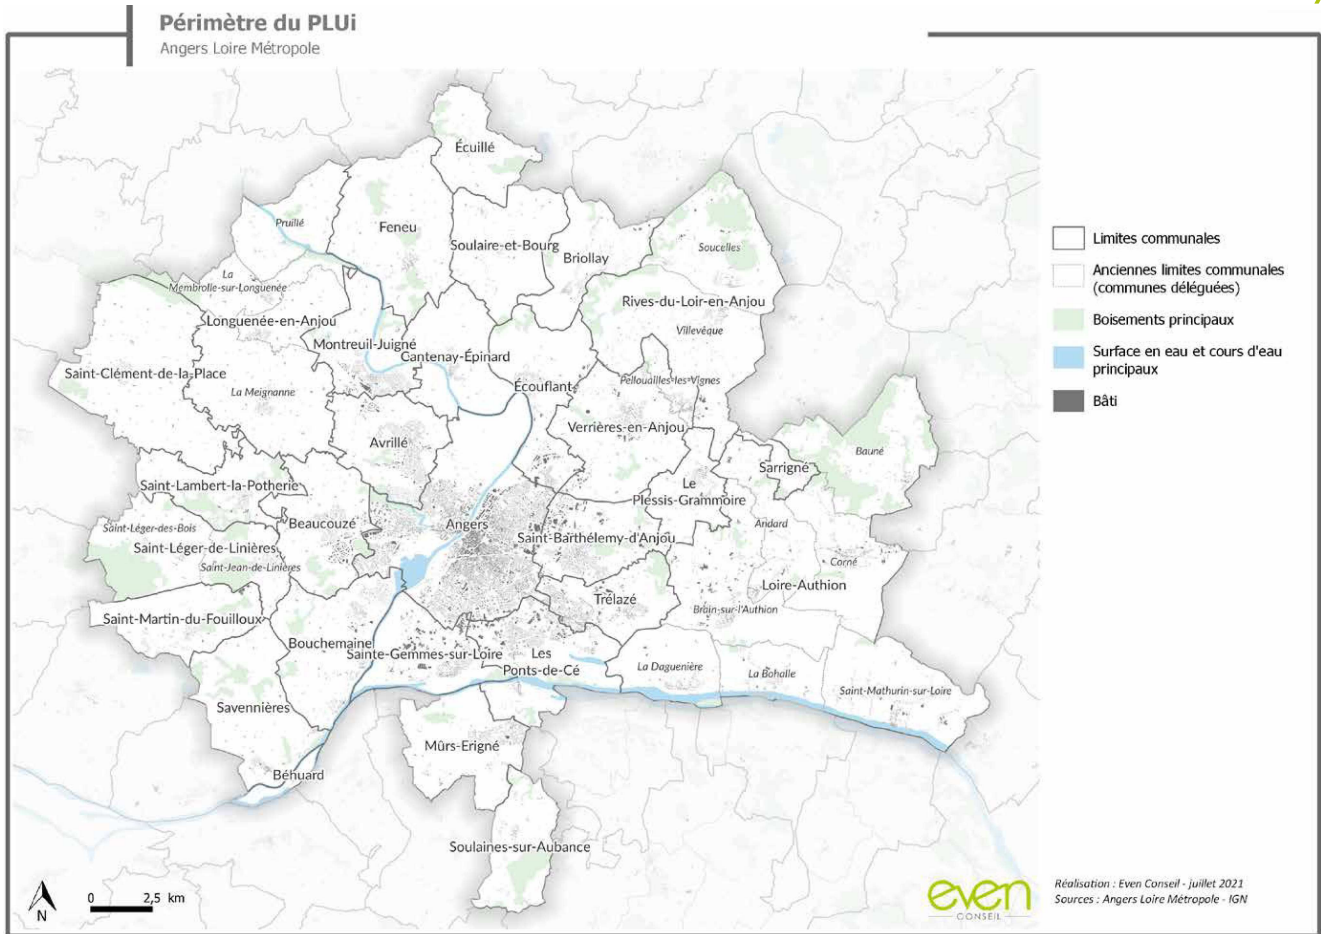 Périmètre du PLUi
Angers Loire Métropole
Écuillé
Pruillé
Feneu
Soulaire-et-Bourg
Briollay
Soucelles
La
Membrolle-sur-Longuenée
Longuenée-en-Anjou
Rives-du-Loir-en-Anjou
Villevêque
Montreuil-Juigné
Cantenay-Épinard
Saint-Clément-de-la-Place
La Meignanne
Écouflant
Pellouailles-les-Vignes
Verrières-en-Anjou
Avrillé
Bauné
Sarrigné
Le
Plessis-Grammoire
Saint-Lambert-la-Potherie
Saint-Léger-des-Bois
Beaucouzé
Angers
Andard
Saint-Barthélemy-d'Anjou
Saint-Léger-de-Linières
Saint-Jean-de-Linières
Corné
Loire-Authion
Trélazé
Brain-sur-l'Authion
Saint-Martin-du-Fouilloux
Bouchemaine
Sainte-Gemmes-sur-Loire
Les
Ponts-de-Cé
La Daguenière
La Bohalle
Saint-Mathurin-sur-Loire
Savennières
Mûrs-Erigné
Béhuard
Soulaines-sur-Aubance
Limites communales
Anciennes limites communales
(communes déléguées)
Boisements principaux
Surface en eau et cours d'eau
principaux
Bâti
N
0 2,5 km
even
CONSEIL
Réalisation : Even Conseil - juillet 2021
Sources : Angers Loire Métropole - IGN